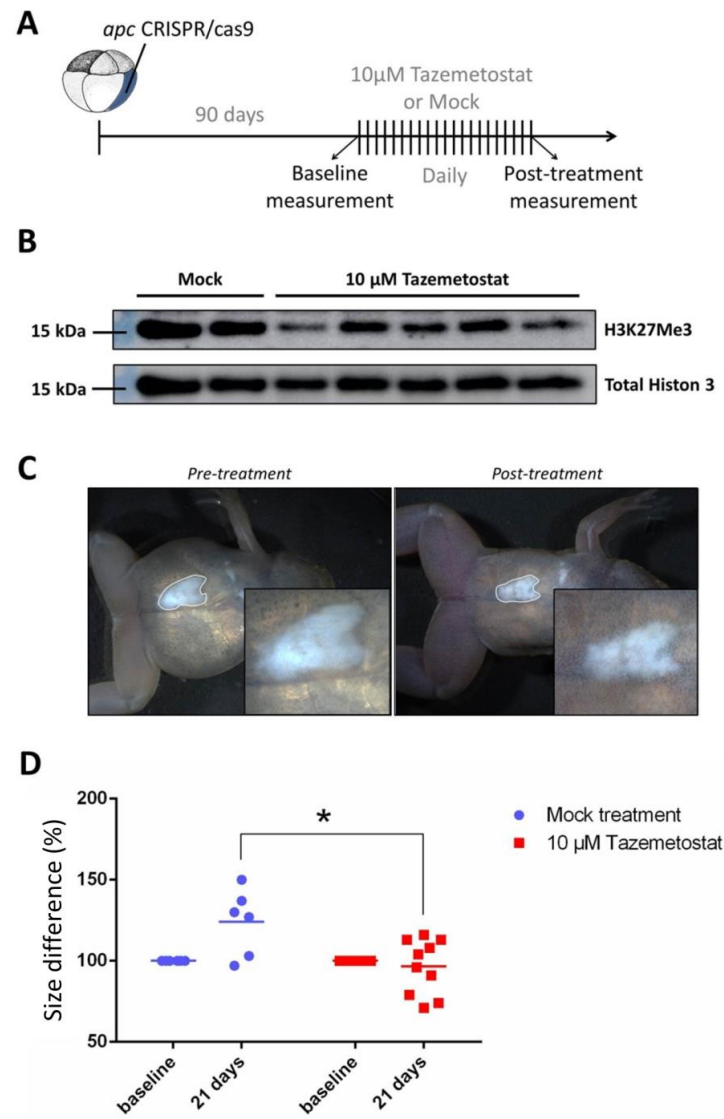 A
apc CRISPR/cas9
10µM Tazemetostat
or Mock
90 days
Baseline
measurement
Daily
Post-treatment
measurement
B
Mock
10 µM Tazemetostat
15 kDa
H3K27Me3
15 kDa
Total Histon 3
C
Pre-treatment
Post-treatment
D
Size difference (%)
200
150
100
50
*
Mock treatment
10 µM Tazemetostat
baseline
21 days
baseline
21 days